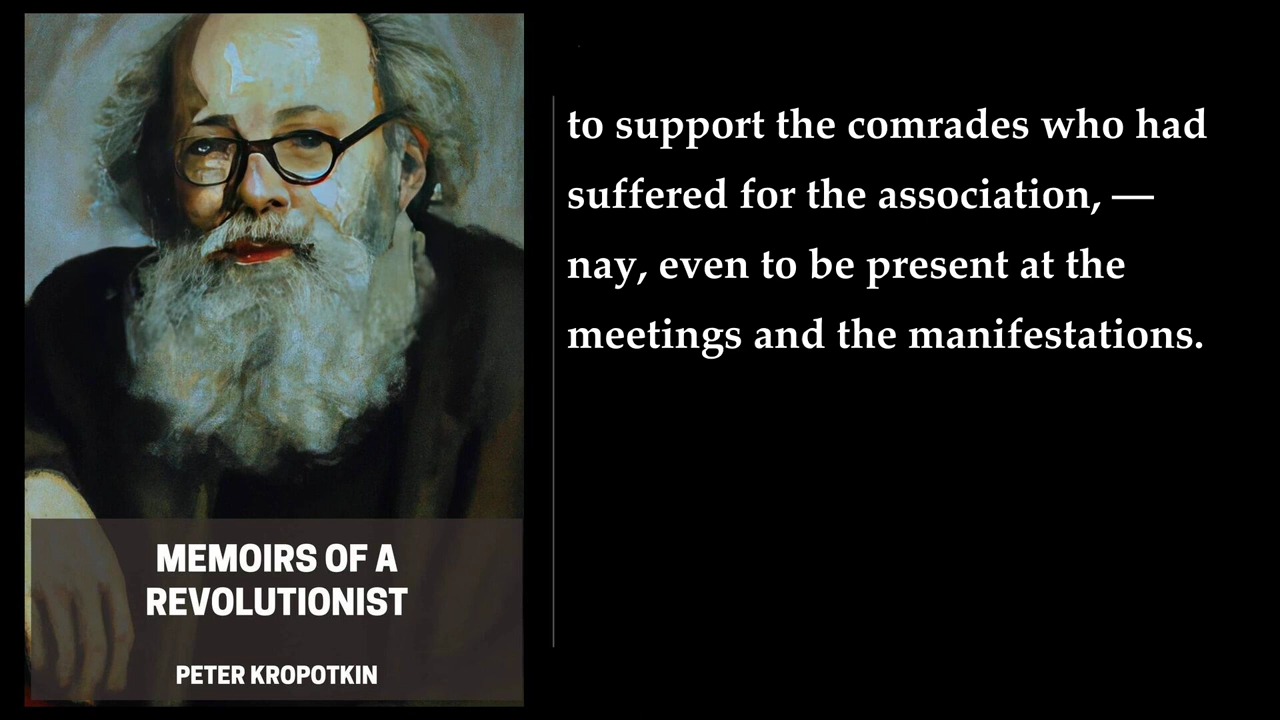 to support the comrades who had
suffered for the association, —
nay, even to be present at the
meetings and the manifestations.
MEMOIRS OF A
REVOLUTIONIST
PETER KROPOTKIN